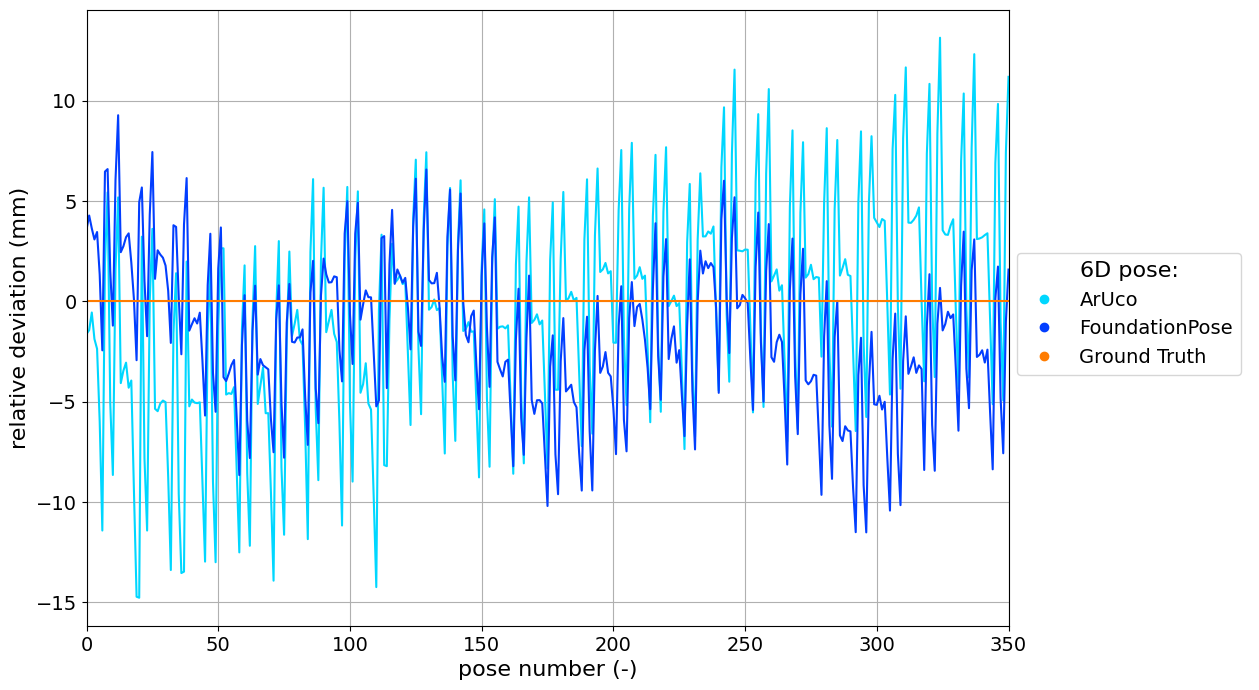 10
5
0
−5
−10
−15
relative deviation (mm)
0 50 100 150 200 250 300 350
pose number (-)
6D pose:
ArUco
FoundationPose
Ground Truth